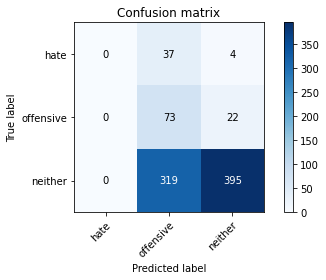 Confusion matrix
hate
0 37 4
350
300
offensive
0 73 22
250
200
150
neither
0 319 395
100
50
0
hate
offensive
neither
True label
Predicted label